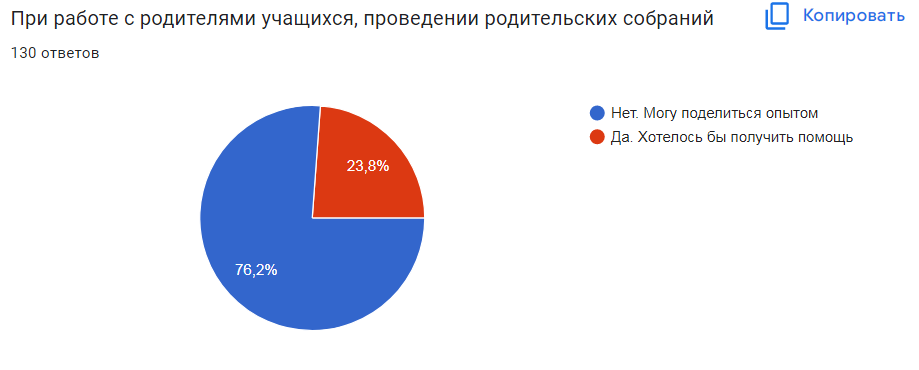 При работе с родителями учащихся, проведении родительских собраний
Копировать
130 ответов
Нет. Могу поделиться опытом
Да. Хотелось бы получить помощь
23,8%
76,2%